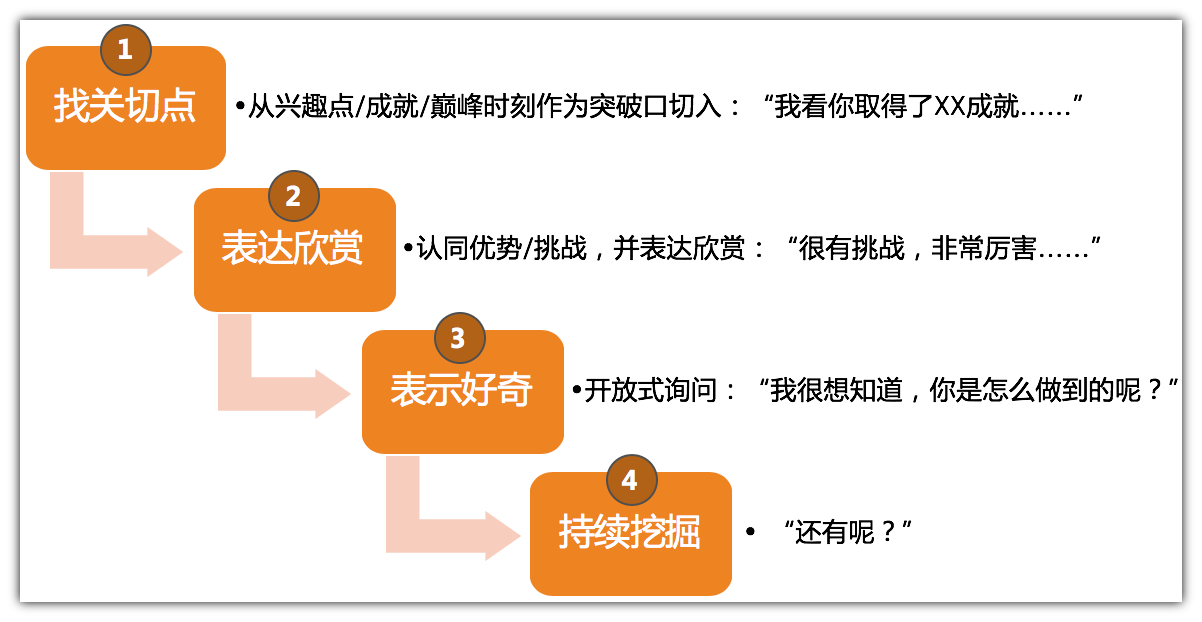 1
找关切点
•从兴趣点/成就/巅峰时刻作为突破口切入：“我看你取得了XX成就……”
2
表达欣赏
•认同优势/挑战，并表达欣赏：“很有挑战，非常厉害……”
3
表示好奇
•开放式询问：“我很想知道，你是怎么做到的呢？”
4
持续挖掘
• “还有呢？”